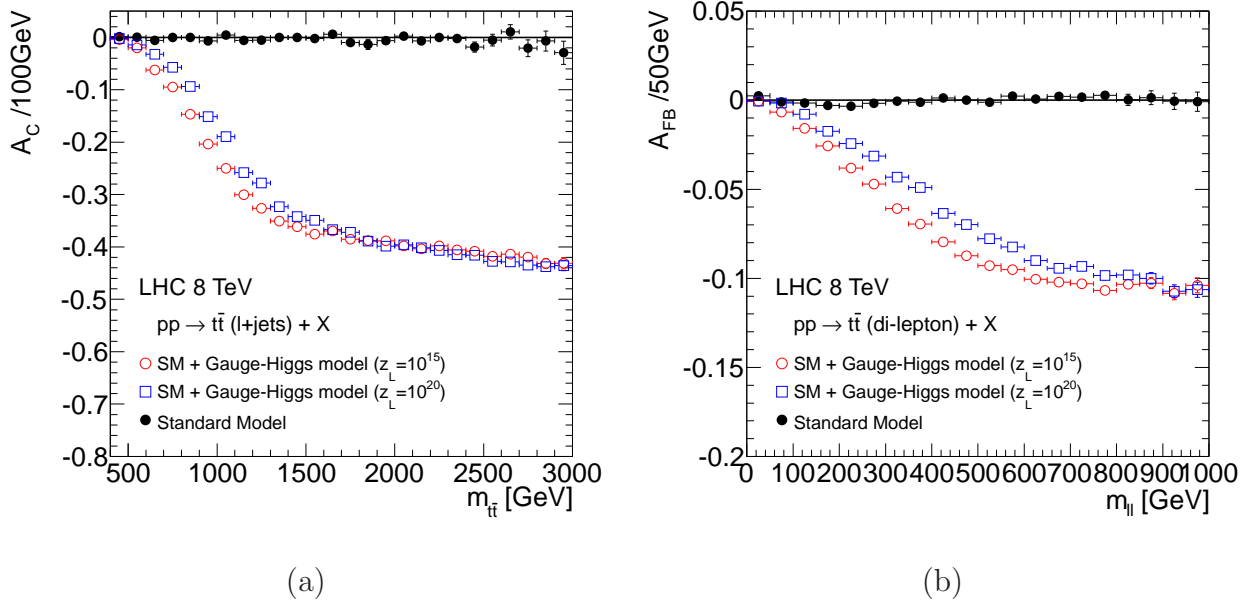 A_C /100GeV
0
-0.1
-0.2
-0.3
-0.4
-0.5
-0.6
-0.7
-0.8
LHC 8 TeV
pp → tt̄ (l+jets) + X
SM + Gauge-Higgs model (z_L=10^15)
SM + Gauge-Higgs model (z_L=10^20)
Standard Model
500 1000 1500 2000 2500 3000
m_tt̄ [GeV]
(a)
A_FB /50GeV
0.05
0
-0.05
-0.1
-0.15
-0.2
LHC 8 TeV
pp → tt̄ (di-lepton) + X
SM + Gauge-Higgs model (z_L=10^15)
SM + Gauge-Higgs model (z_L=10^20)
Standard Model
0 100 200 300 400 500 600 700 800 900 1000
m_ll [GeV]
(b)